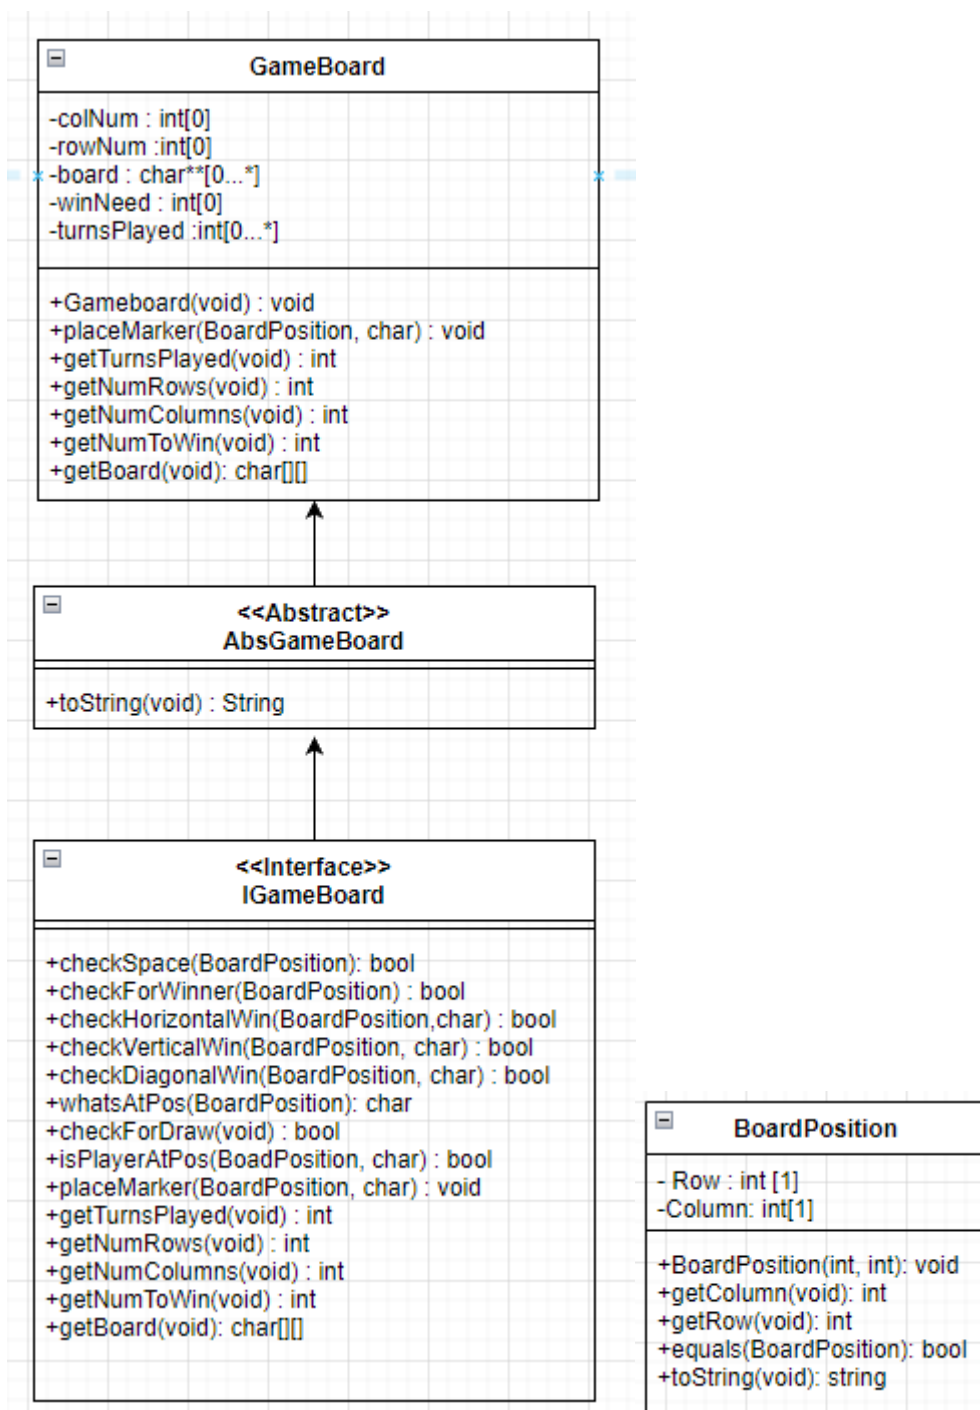 GameBoard
-colNum : int[0]
-rowNum :int[0]
-board : char**[0...*]
-winNeed : int[0]
-turnsPlayed :int[0...*]
+Gameboard(void) : void
+placeMarker(BoardPosition, char) : void
+getTurnsPlayed(void) : int
+getNumRows(void) : int
+getNumColumns(void) : int
+getNumToWin(void) : int
+getBoard(void): char[][]
<<Abstract>>
AbsGameBoard
+toString(void) : String
<<Interface>>
IGameBoard
+checkSpace(BoardPosition): bool
+checkForWinner(BoardPosition) : bool
+checkHorizontalWin(BoardPosition,char) : bool
+checkVerticalWin(BoardPosition, char) : bool
+checkDiagonalWin(BoardPosition, char) : bool
+whatsAtPos(BoardPosition): char
+checkForDraw(void) : bool
+isPlayerAtPos(BoadPosition, char) : bool
+placeMarker(BoardPosition, char) : void
+getTurnsPlayed(void) : int
+getNumRows(void) : int
+getNumColumns(void) : int
+getNumToWin(void) : int
+getBoard(void): char[][]
BoardPosition
- Row : int [1]
-Column: int[1]
+BoardPosition(int, int): void
+getColumn(void): int
+getRow(void): int
+equals(BoardPosition): bool
+toString(void): string